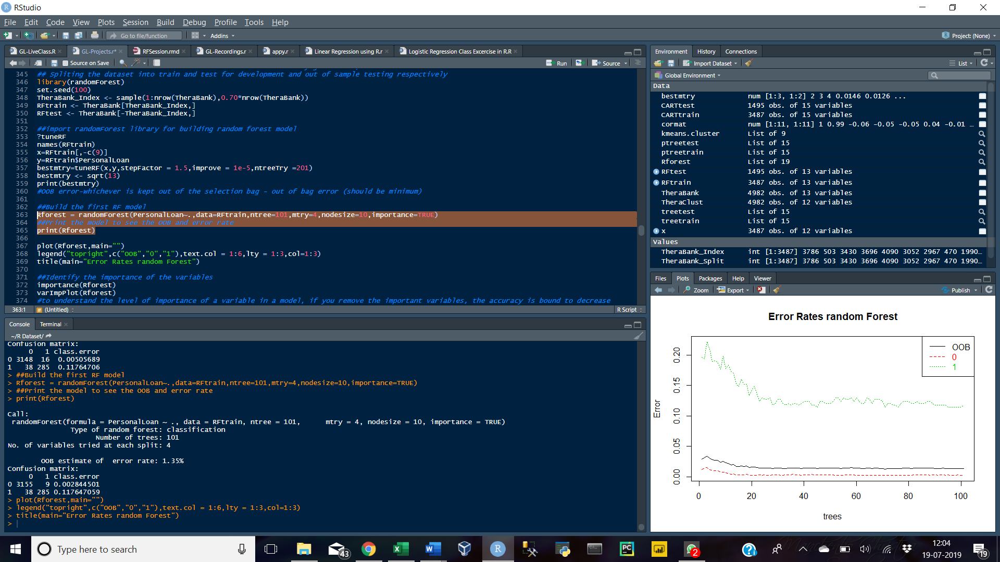 RStudio
File Edit Code View Plots Session Build Debug Profile Tools Help
Go to file/function Addins Project: (None)
GL-LiveClass.R GL-Projects.r* RFSession.rmd GL-Recordings.r appy.r Linear Regression using R.r Logistic Regression Class Excercise in R.R
Source on Save Run Source
345 ## Spliting the dataset into train and test for development and out of sample testing respectively
346 library(randomForest)
347 set.seed(100)
348 TheraBank_Index <- sample(1:nrow(TheraBank),0.70*nrow(TheraBank))
349 RFtrain <- TheraBank[TheraBank_Index,]
350 RFtest <- TheraBank[-TheraBank_Index,]
351
352 ##import randomForest library for building random forest model
353 ?tuneRF
354 names(RFtrain)
355 x=RFtrain[,-c(9)]
356 y=RFtrain$PersonalLoan
357 bestmtry=tuneRF(x,y,stepFactor = 1.5,improve = 1e-5,ntreeTry =201)
358 bestmtry <- sqrt(13)
359 print(bestmtry)
360 #OOB error-whichever is kept out of the selection bag - out of bag error (should be minimum)
361
362 ##Build the first RF model
363 Rforest = randomForest(PersonalLoan~.,data=RFtrain,ntree=101,mtry=4,nodesize=10,importance=TRUE)
364 ##Print the model to see the OOB and error rate
365 print(Rforest)
366
367 plot(Rforest,main="")
368 legend("topright",c("OOB","0","1"),text.col = 1:6,lty = 1:3,col=1:3)
369 title(main="Error Rates random Forest")
370
371 ##Identify the importance of the variables
372 importance(Rforest)
373 varImpPlot(Rforest)
374 #to understand the level of importance of a variable in a model, if you remove the important variables, the accuracy is bound to decrease
363:1 # (Untitled) R Script
Console Terminal
~/R Dataset/
Confusion matrix:
0 1 class.error
0 3148 16 0.00505689
1 38 285 0.11764706
> ##Build the first RF model
> Rforest = randomForest(PersonalLoan~.,data=RFtrain,ntree=101,mtry=4,nodesize=10,importance=TRUE)
> ##Print the model to see the OOB and error rate
> print(Rforest)
Call:
randomForest(formula = PersonalLoan ~ ., data = RFtrain, ntree = 101, mtry = 4, nodesize = 10, importance = TRUE)
Type of random forest: classification
Number of trees: 101
No. of variables tried at each split: 4
OOB estimate of error rate: 1.35%
Confusion matrix:
0 1 class.error
0 3155 9 0.002844501
1 38 285 0.117647059
> plot(Rforest,main="")
> legend("topright",c("OOB","0","1"),text.col = 1:6,lty = 1:3,col=1:3)
> title(main="Error Rates random Forest")
>
Environment History Connections
Import Dataset List
Global Environment
Data
bestmtry num [1:3, 1:2] 2 3 4 0.0146 0.0126 ...
CARTtest 1495 obs. of 15 variables
CARTtrain 3487 obs. of 15 variables
cormat num [1:11, 1:11] 1 0.99 -0.06 -0.05 -0.05 0.04 -0.01 …
kmeans.cluster List of 9
ptreetest List of 15
ptreetrain List of 15
Rforest List of 19
RFtest 1495 obs. of 13 variables
RFtrain 3487 obs. of 13 variables
TheraBank 4982 obs. of 13 variables
TheraClust 4982 obs. of 12 variables
treetest List of 15
treetrain List of 15
x 3487 obs. of 12 variables
Values
TheraBank_Index int [1:3487] 3786 503 3430 3696 4090 3052 2967 470 1990…
TheraBank_Split int [1:3487] 3786 503 3430 3696 4090 3052 2967 470 1990…
Files Plots Packages Help Viewer
Zoom Export Publish
Error Rates random Forest
OOB
0
1
Error
0.20
0.15
0.10
0.05
0.00
0 20 40 60 80 100
trees
Type here to search
43
2
12:04
19-07-2019
19